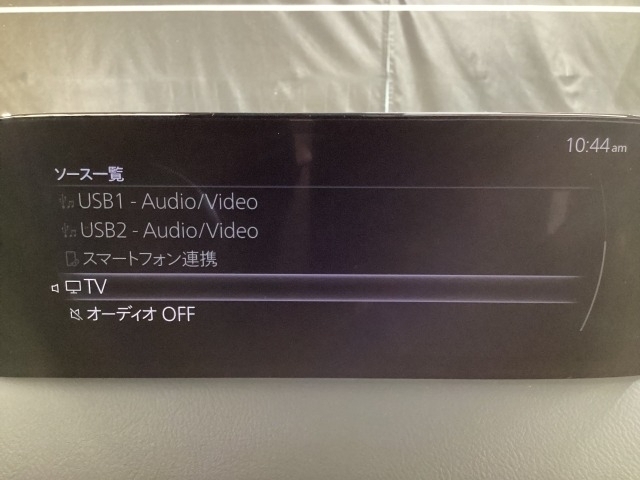 10:44am
ソース一覧
USB1 - Audio/Video
USB2 - Audio/Video
スマートフォン連携
TV
オーディオ OFF